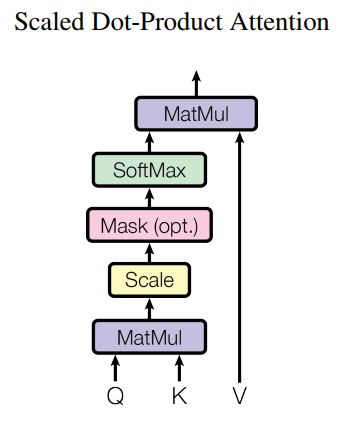 Scaled Dot-Product Attention
MatMul
SoftMax
Mask (opt.)
Scale
MatMul
Q K V